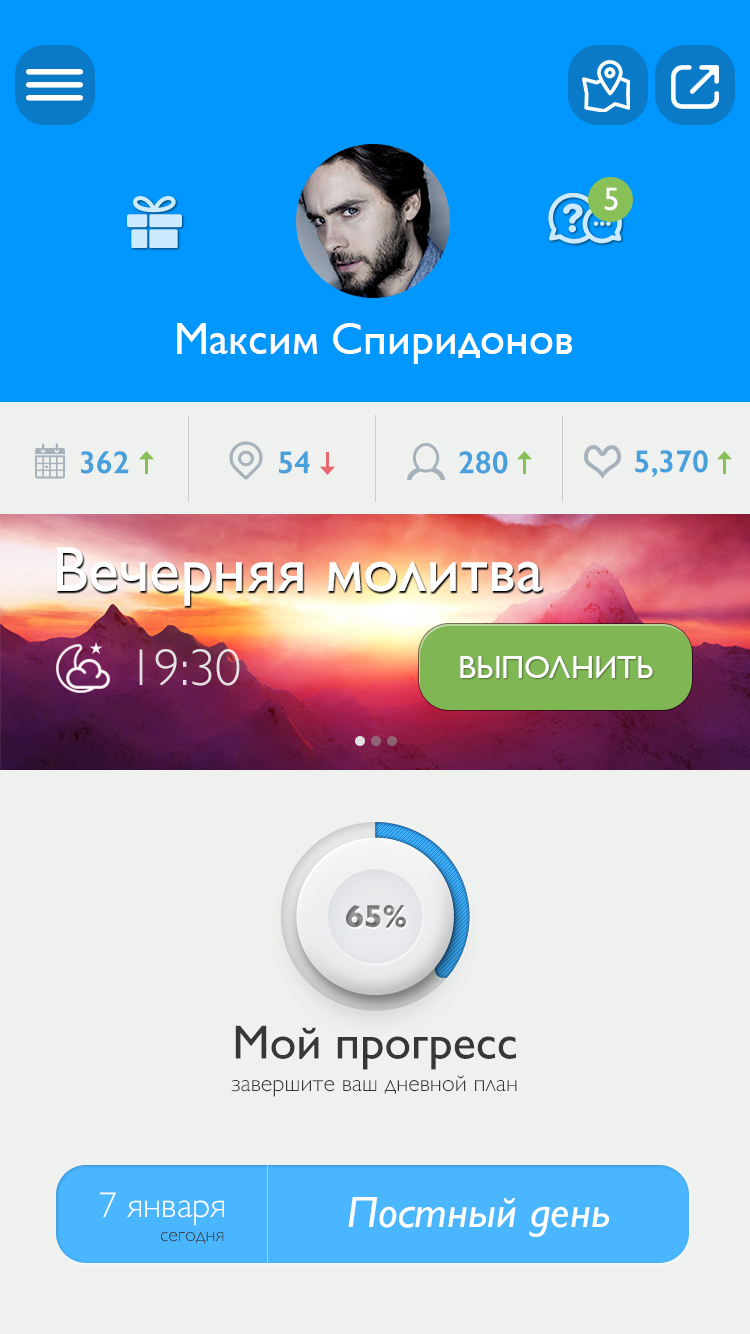 5
Максим Спиридонов
362
54
280
5,370
Вечерняя молитва
19:30
ВЫПОЛНИТЬ
65%
Мой прогресс
завершите ваш дневной план
7 января
сегодня
Постный день